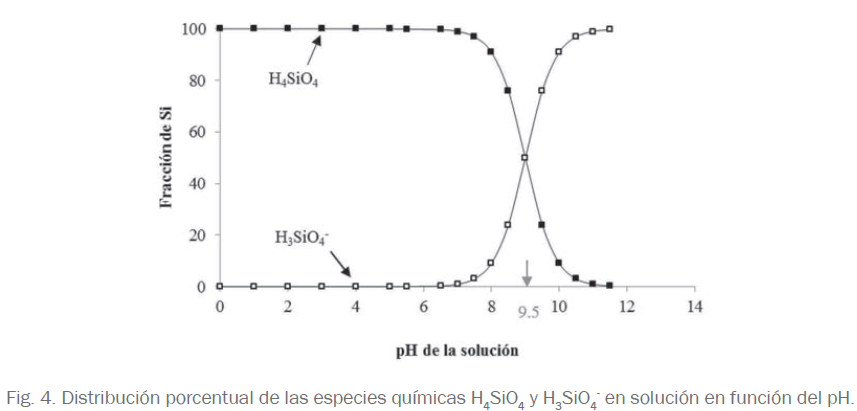 100
80
60
40
20
0
Fracción de Si
H₄SiO₄
H₃SiO₄⁻
0 2 4 6 8 9.5 10 12 14
pH de la solución
Fig. 4. Distribución porcentual de las especies químicas H₄SiO₄ y H₃SiO₄⁻ en solución en función del pH.